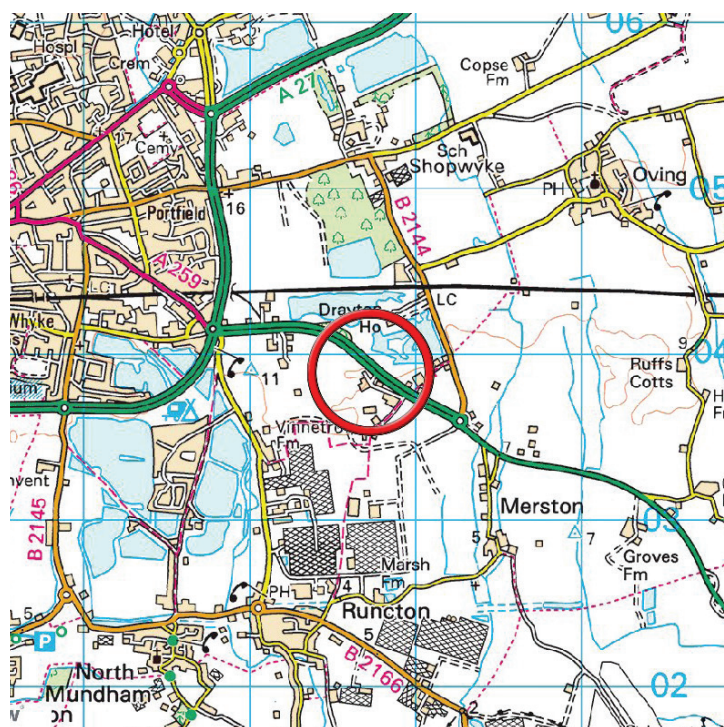 06
Hotel
Hospl
Crem
A 27
Copse
Fm
Cemy
Sch
Shopwyke
Oving
PH
05
16
Portfield
B 2144
A 259
LC
LC
Drayton
Ho
Whyke
04
9
11
Ruffs
Cotts
Vinnetrow
Fm
7
B 2145
Merston
03
5
7
Groves
Fm
Marsh
Fm
PH
4
5
Runcton
5
P
B 2166
North
Mundham
02
2